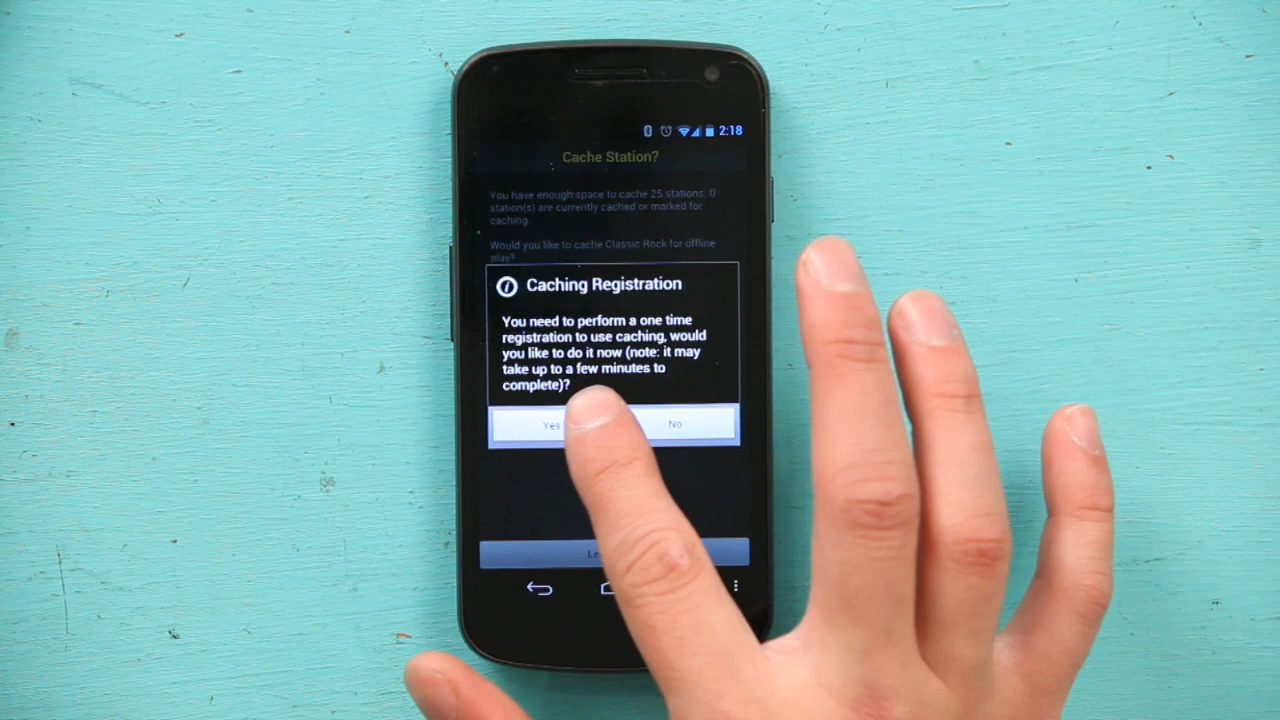 2:18
Cache Station?
You have enough space to cache 25 stations. 0
station(s) are currently cached or marked for
caching.
Would you like to cache Classic Rock for offline
play?
Caching Registration
You need to perform a one time
registration to use caching, would
you like to do it now (note: it may
take up to a few minutes to
complete)?
Yes No